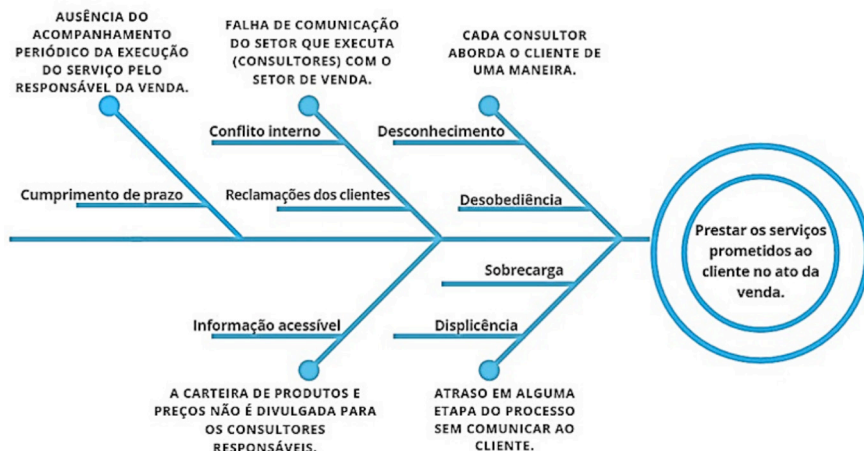 AUSÊNCIA DO
ACOMPANHAMENTO
PERIÓDICO DA EXECUÇÃO
DO SERVIÇO PELO
RESPONSÁVEL DA VENDA.
FALHA DE COMUNICAÇÃO
DO SETOR QUE EXECUTA
(CONSULTORES) COM O
SETOR DE VENDA.
CADA CONSULTOR
ABORDA O CLIENTE DE
UMA MANEIRA.
Conflito interno
Desconhecimento
Cumprimento de prazo
Reclamações dos clientes
Desobediência
Prestar os serviços
prometidos ao
cliente no ato da
venda.
Sobrecarga
Informação acessível
Displicência
A CARTEIRA DE PRODUTOS E
PREÇOS NÃO É DIVULGADA PARA
OS CONSULTORES
RESPONSÁVEIS.
ATRASO EM ALGUMA
ETAPA DO PROCESSO
SEM COMUNICAR AO
CLIENTE.